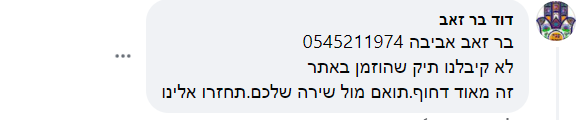 דוד בר זאב
בר זאב אביבה 0545211974
לא קיבלנו תיק שהוזמן באתר
זה מאוד דחוף.תואם מול שירה שלכם.תחזרו אלינו